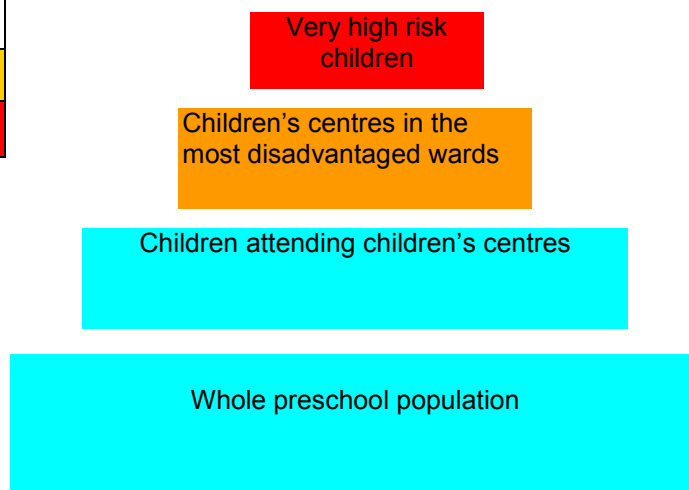 Very high risk
children
Children’s centres in the
most disadvantaged wards
Children attending children’s centres
Whole preschool population